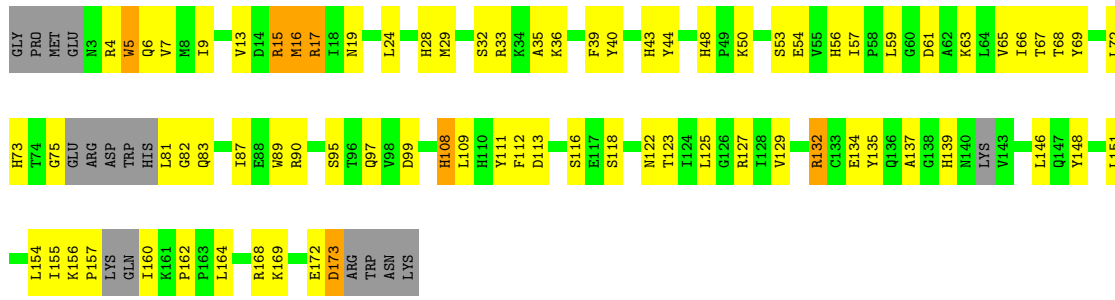 GLY PRO MET GLU N3 R4 W5 Q6 V7 M8 I9 V13 D14 R15 M16 R17 I18 N19 L24 H28 M29 S32 R33 K34 A35 K36 F39 Y40 H43 Y44 H48 P49 K50 S53 E54 V55 H56 I57 P58 L59 G60 D61 A62 K63 L64 V65 I66 T67 T68 Y69 L72
H73 T74 G75 GLU ARG ASP TRP HIS L81 G82 Q83 I87 E88 W89 R90 S95 T96 Q97 V98 D99 H108 L109 H110 Y111 F112 D113 S116 E117 S118 N122 T123 I124 L125 G126 R127 I128 V129 R132 C133 E134 Y135 Q136 A137 G138 H139 N140 LYS V143 L146 Q147 Y148 L151
L154 I155 K156 P157 LYS GLN I160 K161 P162 P163 L164 R168 K169 E172 D173 ARG TRP ASN LYS